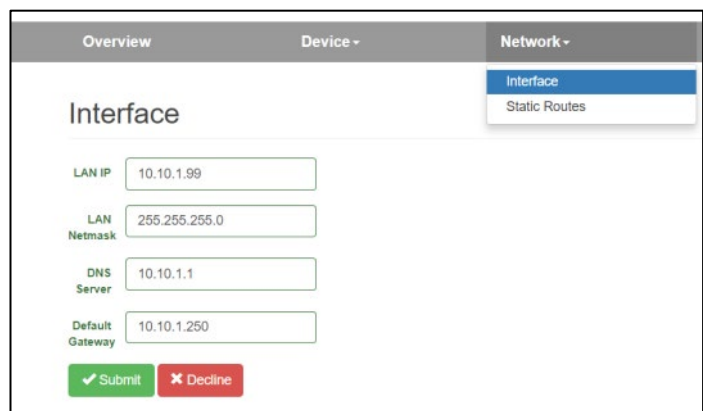 Overview Device Network
Interface
Static Routes
Interface
LAN IP 10.10.1.99
LAN
Netmask
255.255.255.0
DNS
Server
10.10.1.1
Default
Gateway
10.10.1.250
Submit Decline